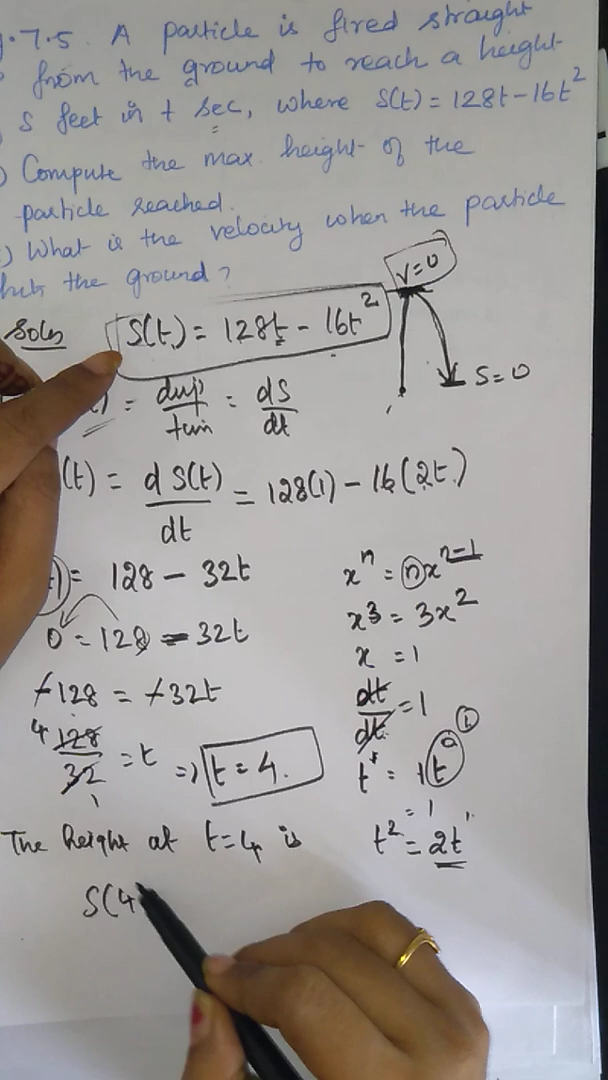 g.7.5. A particle is fired straight
from the ground to reach a height
s feet in t sec, where s(t) = 128t - 16t²
) Compute the max. height of the
particle reached.
) What is the velocity when the particle
hits the ground?
V=0
Soln
S(t) = 128t - 16t²
S=0
) = / = dS/dt
(t) = d S(t)/dt = 128(1) - 16(2t)
) = 128 - 32t
xⁿ = nxⁿ⁻¹
0 = 128 - 32t
x³ = 3x²
x = 1
-128 = -32t
dt/dt = 1
4 128/32 = t => t = 4.
1
= 1
The height at t=4 is
t² = 2t
S(4